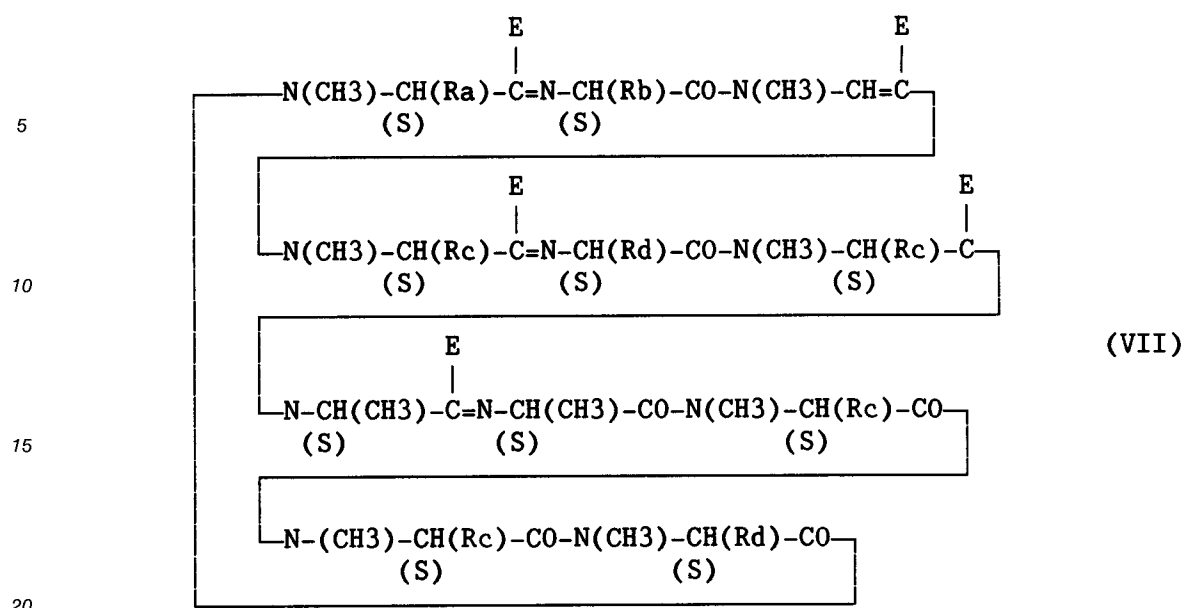 E E
N(CH3)-CH(Ra)-C=N-CH(Rb)-CO-N(CH3)-CH=C
5 (S) (S)
E E
N(CH3)-CH(Rc)-C=N-CH(Rd)-CO-N(CH3)-CH(Rc)-C
10 (S) (S) (S)
E (VII)
N-CH(CH3)-C=N-CH(CH3)-CO-N(CH3)-CH(Rc)-CO
15 (S) (S) (S)
N-(CH3)-CH(Rc)-CO-N(CH3)-CH(Rd)-CO
(S) (S)
20